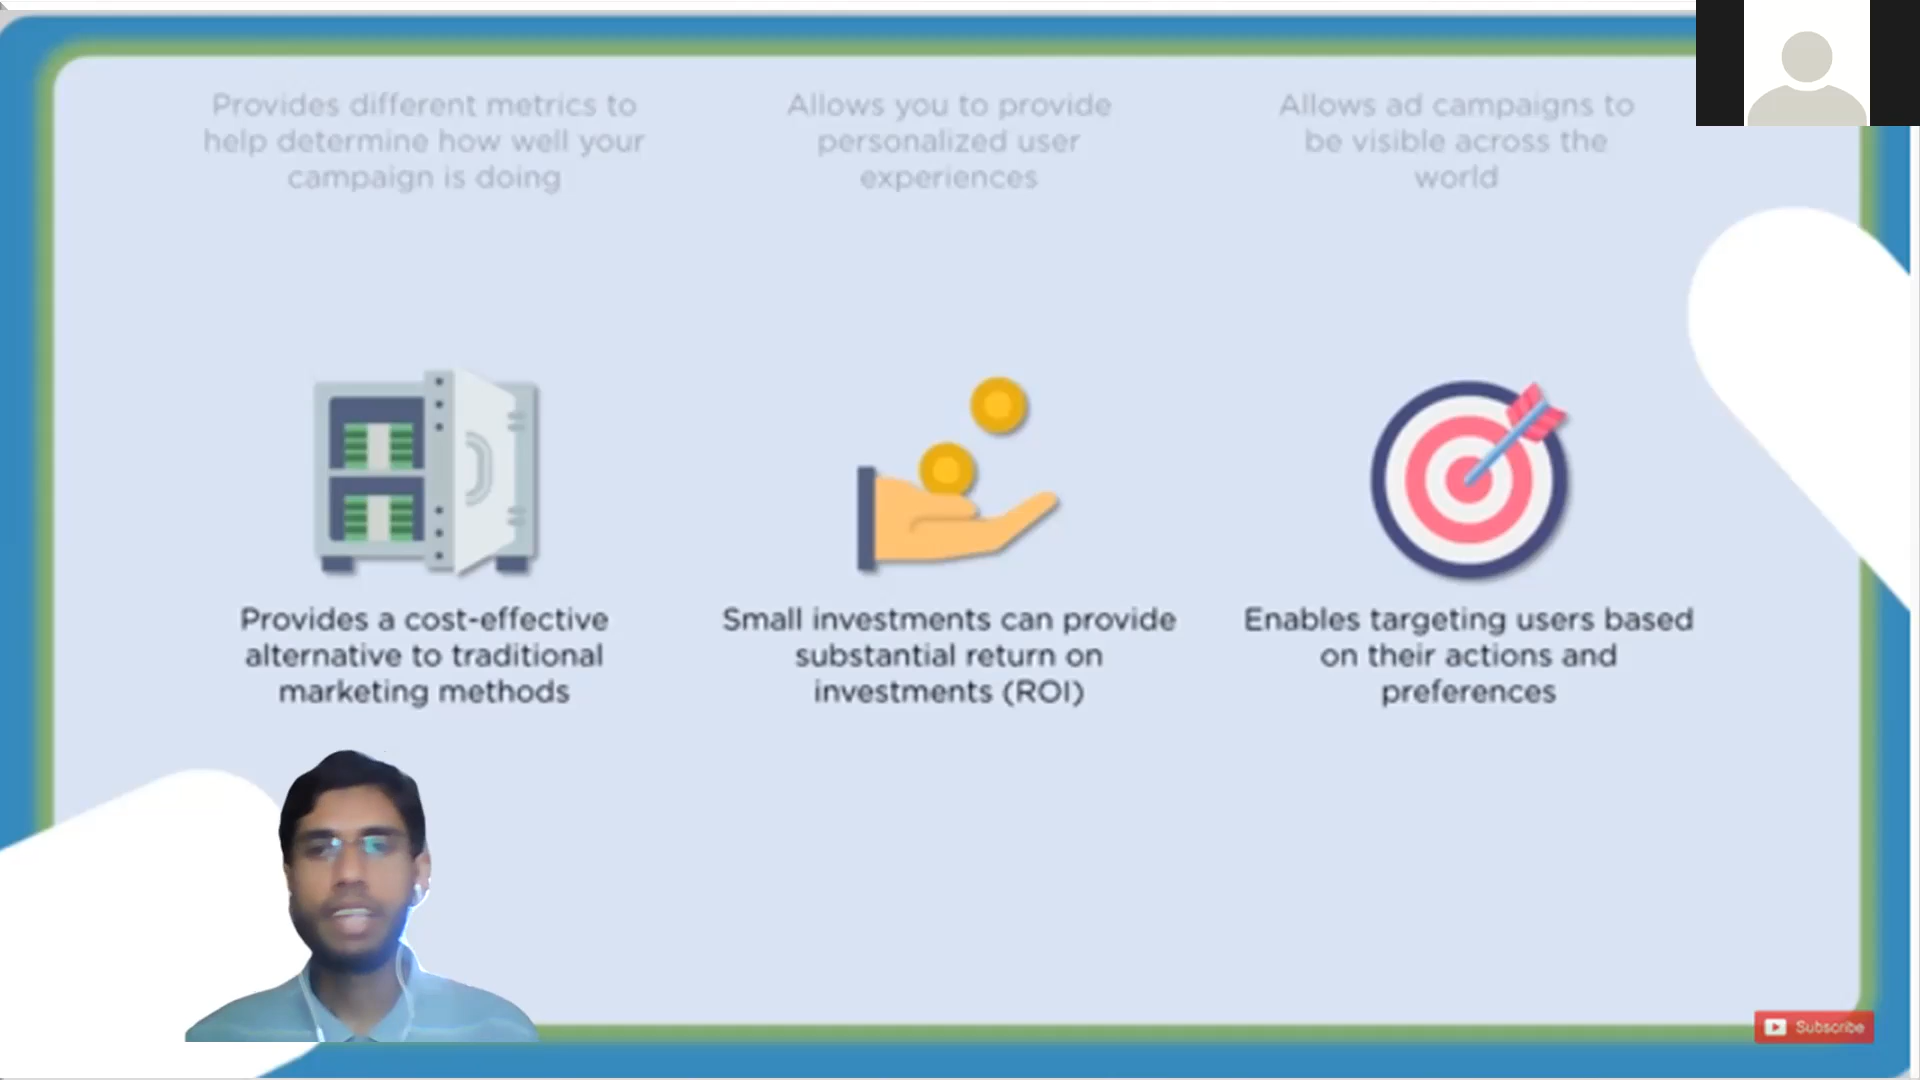 Provides different metrics to
help determine how well your
campaign is doing
Allows you to provide
personalized user
experiences
Allows ad campaigns to
be visible across the
world
Provides a cost-effective
alternative to traditional
marketing methods
Small investments can provide
substantial return on
investments (ROI)
Enables targeting users based
on their actions and
preferences
Subscribe